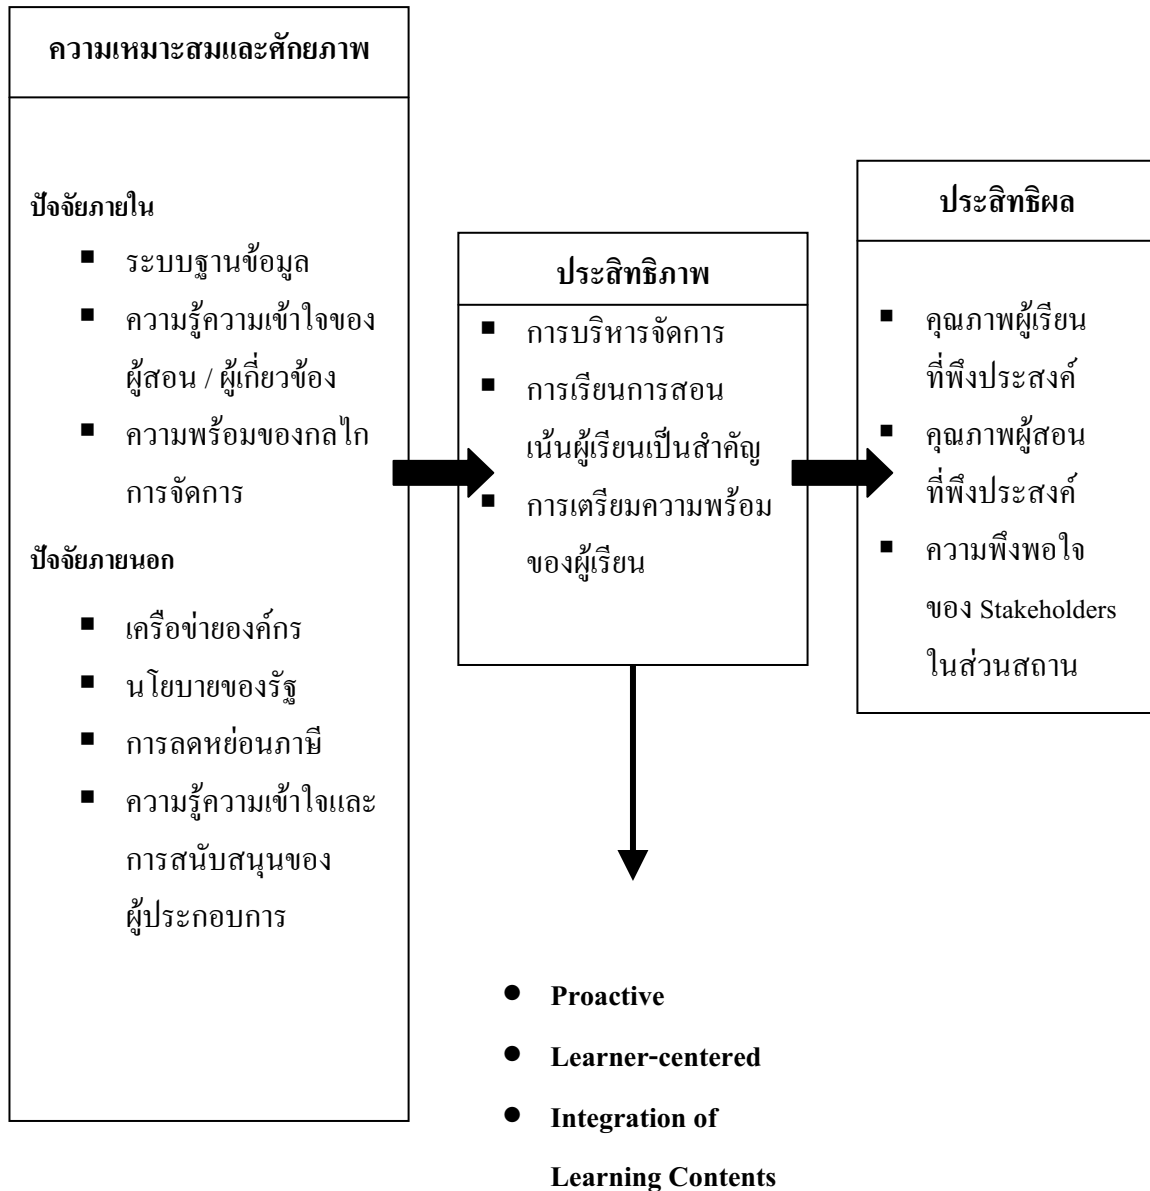 ความเหมาะสมและศักยภาพ
ปัจจัยภายใน
▪ ระบบฐานข้อมูล
▪ ความรู้ความเข้าใจของ
ผู้สอน / ผู้เกี่ยวข้อง
▪ ความพร้อมของกลไก
การจัดการ
ปัจจัยภายนอก
▪ เครือข่ายองค์กร
▪ นโยบายของรัฐ
▪ การลดหย่อนภาษี
▪ ความรู้ความเข้าใจและ
การสนับสนุนของ
ผู้ประกอบการ
ประสิทธิภาพ
▪ การบริหารจัดการ
▪ การเรียนการสอน
เน้นผู้เรียนเป็นสำคัญ
▪ การเตรียมความพร้อม
ของผู้เรียน
ประสิทธิผล
▪ คุณภาพผู้เรียน
ที่พึงประสงค์
▪ คุณภาพผู้สอน
ที่พึงประสงค์
▪ ความพึงพอใจ
ของ Stakeholders
ในส่วนสถาน
● Proactive
● Learner-centered
● Integration of
Learning Contents